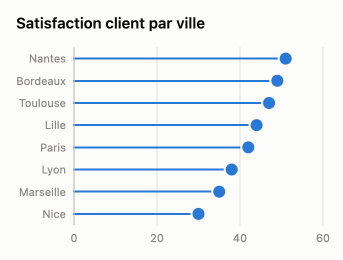 Satisfaction client par ville
Nantes
Bordeaux
Toulouse
Lille
Paris
Lyon
Marseille
Nice
0 20 40 60